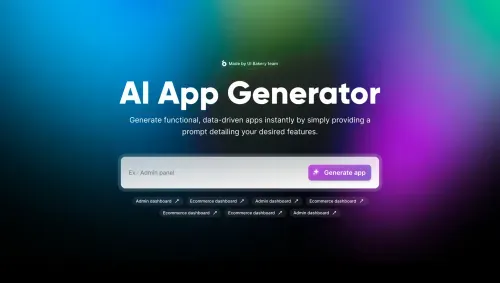 Made by UI Bakery team
AI App Generator
Generate functional, data-driven apps instantly by simply providing a
prompt detailing your desired features.
Ex.: Admin panel
Generate app
Admin dashboard ↗ Ecommerce dashboard ↗ Admin dashboard ↗ Ecommerce dashboard ↗
Ecommerce dashboard ↗ Ecommerce dashboard ↗ Admin dashboard ↗